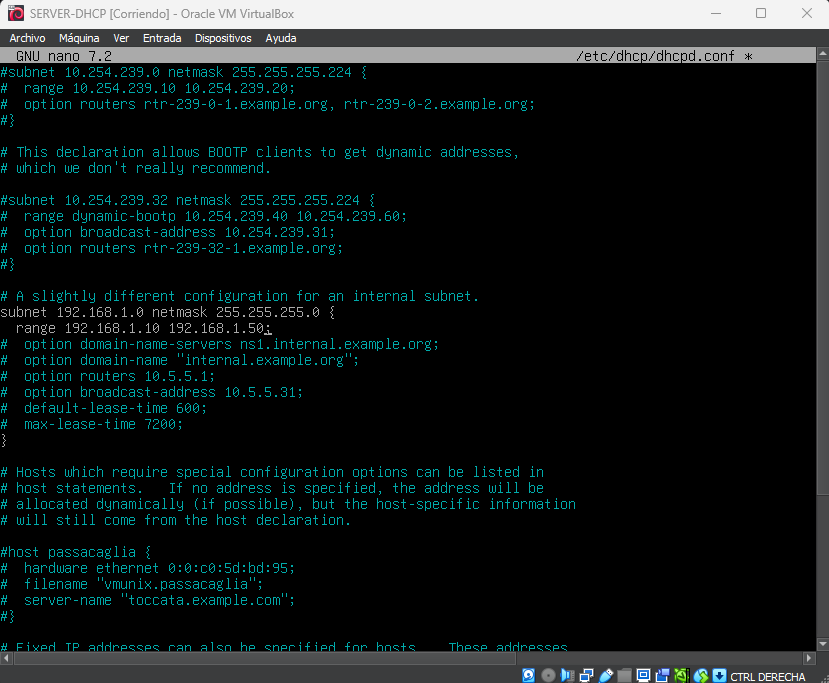 SERVER-DHCP [Corriendo] - Oracle VM VirtualBox
Archivo Máquina Ver Entrada Dispositivos Ayuda
GNU nano 7.2 /etc/dhcp/dhcpd.conf *
#subnet 10.254.239.0 netmask 255.255.255.224 {
#  range 10.254.239.10 10.254.239.20;
#  option routers rtr-239-0-1.example.org, rtr-239-0-2.example.org;
#}
# This declaration allows BOOTP clients to get dynamic addresses,
# which we don't really recommend.
#subnet 10.254.239.32 netmask 255.255.255.224 {
#  range dynamic-bootp 10.254.239.40 10.254.239.60;
#  option broadcast-address 10.254.239.31;
#  option routers rtr-239-32-1.example.org;
#}
# A slightly different configuration for an internal subnet.
subnet 192.168.1.0 netmask 255.255.255.0 {
  range 192.168.1.10 192.168.1.50;
#  option domain-name-servers ns1.internal.example.org;
#  option domain-name "internal.example.org";
#  option routers 10.5.5.1;
#  option broadcast-address 10.5.5.31;
#  default-lease-time 600;
#  max-lease-time 7200;
}
# Hosts which require special configuration options can be listed in
# host statements.   If no address is specified, the address will be
# allocated dynamically (if possible), but the host-specific information
# will still come from the host declaration.
#host passacaglia {
#  hardware ethernet 0:0:c0:5d:bd:95;
#  filename "vmunix.passacaglia";
#  server-name "toccata.example.com";
#}
# Fixed IP addresses can also be specified for hosts.   These addresses
CTRL DERECHA